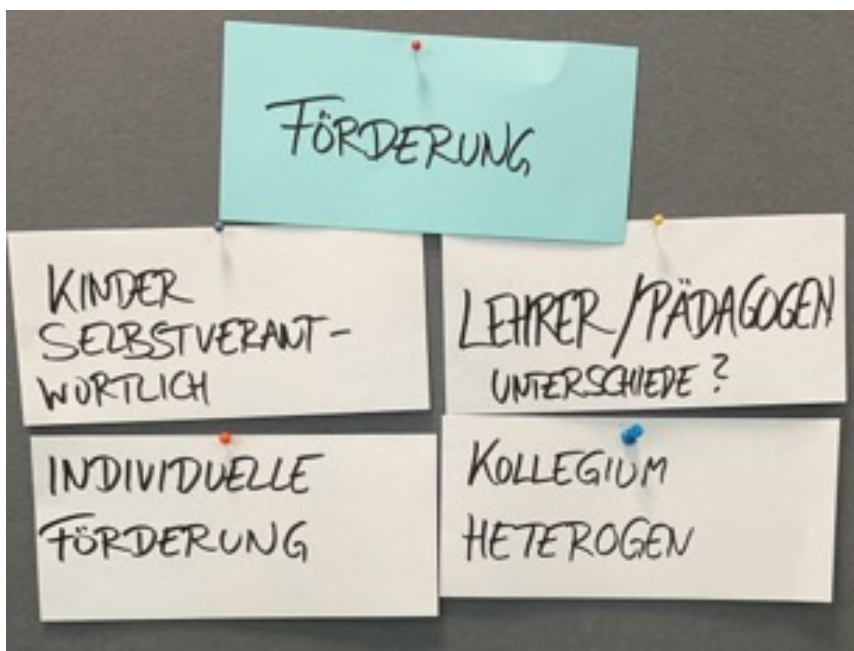 FÖRDERUNG
KINDER
SELBSTVERANT-
WORTLICH
LEHRER/PÄDAGOGEN
UNTERSCHIEDE?
INDIVIDUELLE
FÖRDERUNG
KOLLEGIUM
HETEROGEN